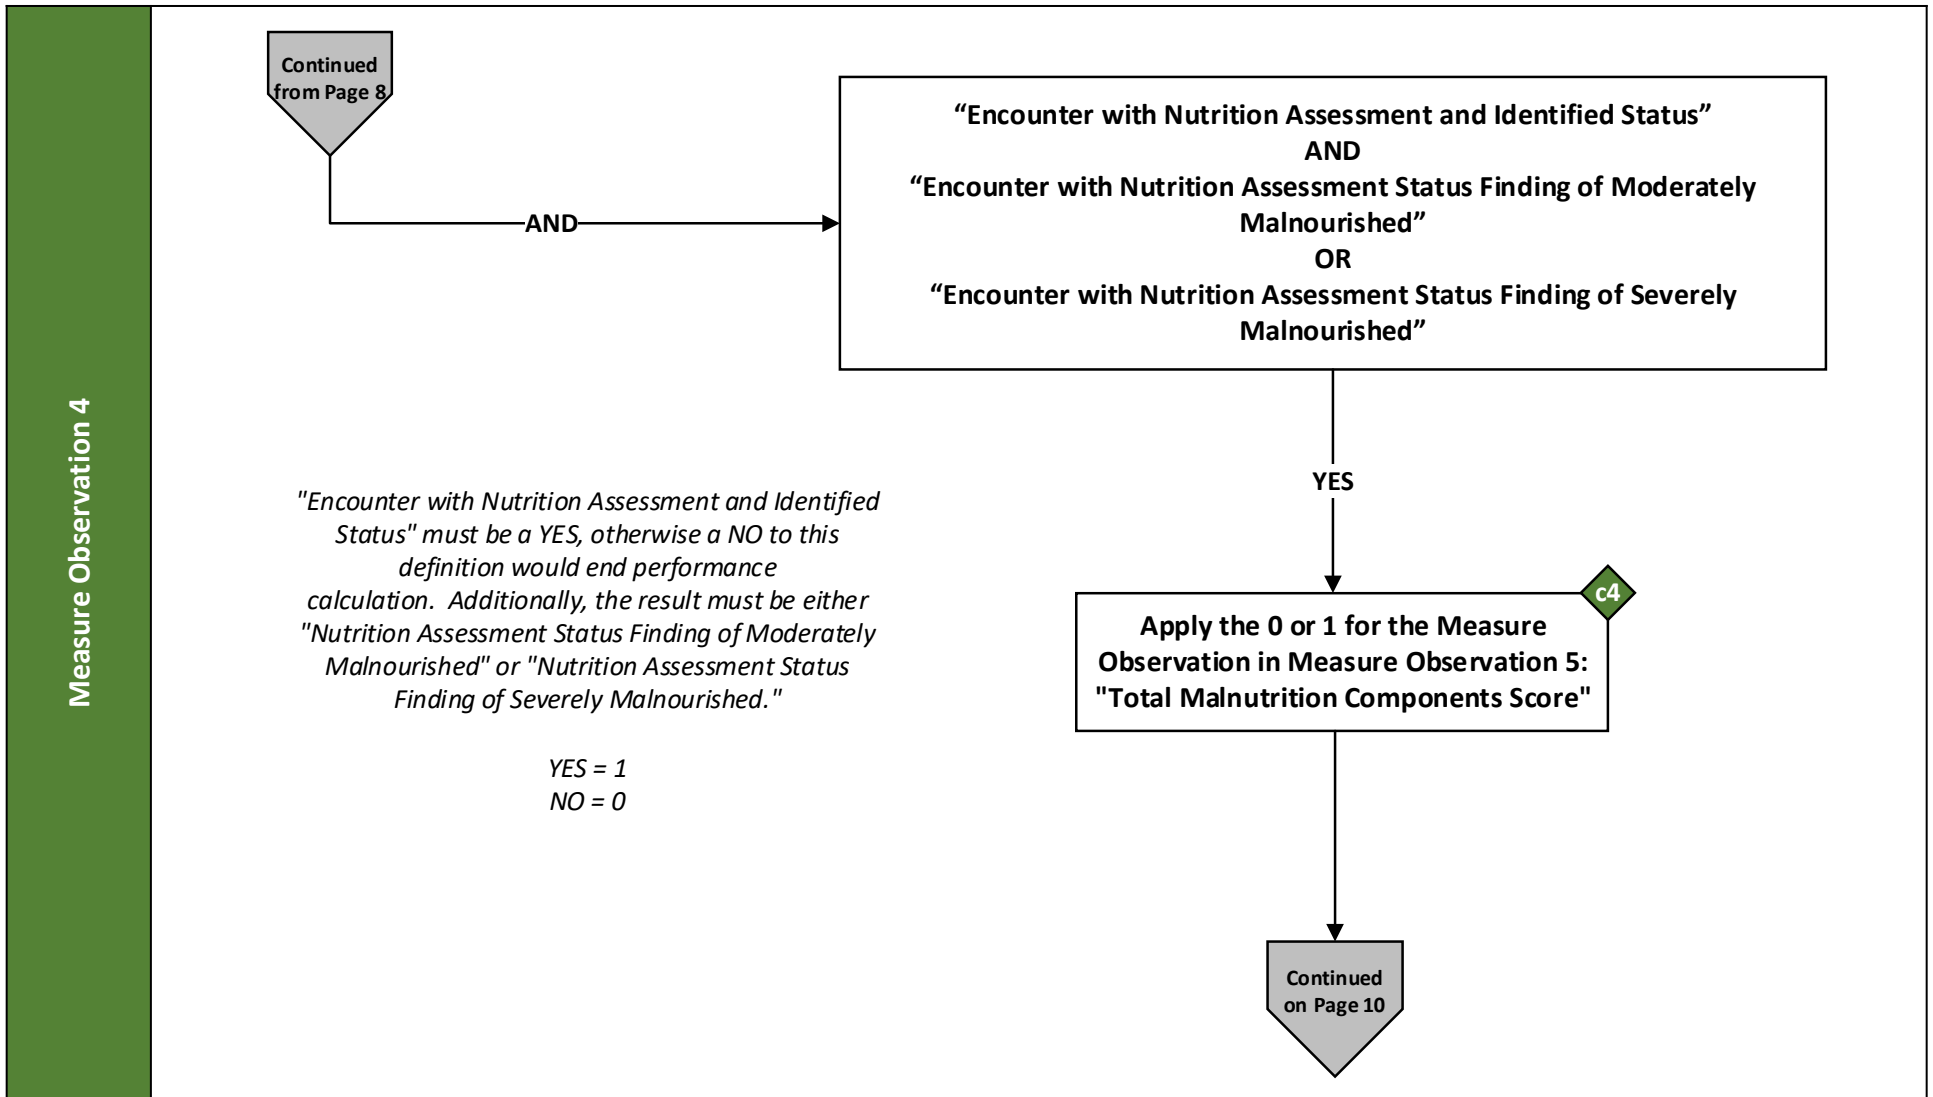 Measure Observation 4
Continued
from Page 8
AND
“Encounter with Nutrition Assessment and Identified Status”
AND
“Encounter with Nutrition Assessment Status Finding of Moderately
Malnourished”
OR
“Encounter with Nutrition Assessment Status Finding of Severely
Malnourished”
YES
"Encounter with Nutrition Assessment and Identified
Status" must be a YES, otherwise a NO to this
definition would end performance
calculation.  Additionally, the result must be either
"Nutrition Assessment Status Finding of Moderately
Malnourished" or "Nutrition Assessment Status
Finding of Severely Malnourished."
YES = 1
NO = 0
c4
Apply the 0 or 1 for the Measure
Observation in Measure Observation 5:
"Total Malnutrition Components Score"
Continued
on Page 10